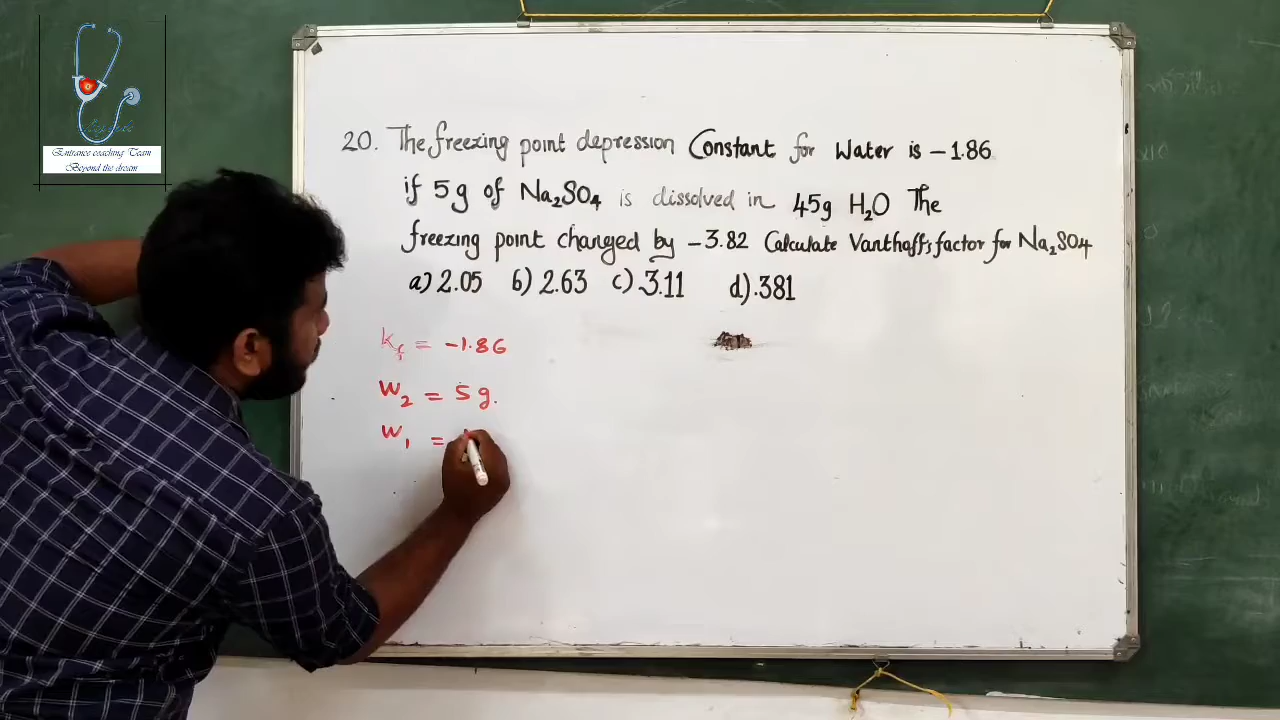 Entrance coaching Team
Beyond the dream
20. The freezing point depression Constant for Water is -1.86
if 5g of Na₂SO₄ is dissolved in 45g H₂O The
freezing point changed by -3.82 Calculate Vanthoff's factor for Na₂SO₄
a) 2.05 b) 2.63 c) 3.11 d) .381
kf = -1.86
W₂ = 5 g.
W₁ =